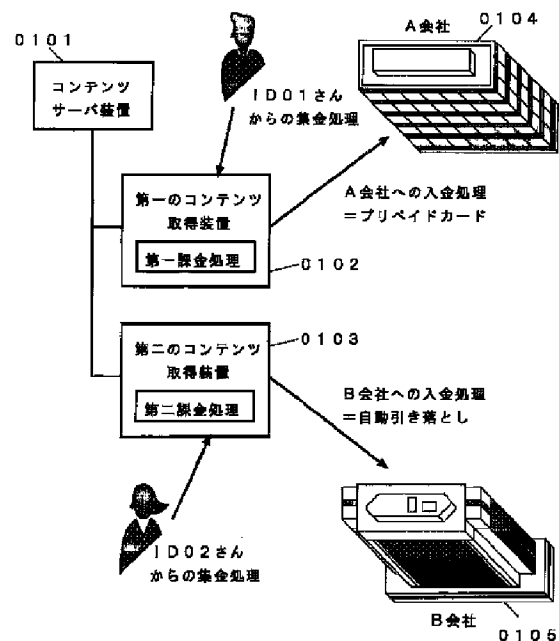 0101
コンテンツ
サーバ装置
ID01さん
からの集金処理
A会社
0104
第一のコンテンツ
取得装置
第一課金処理
0102
A会社への入金処理
=プリペイドカード
第二のコンテンツ
取得装置
第二課金処理
0103
B会社への入金処理
=自動引き落とし
ID02さん
からの集金処理
B会社
0105